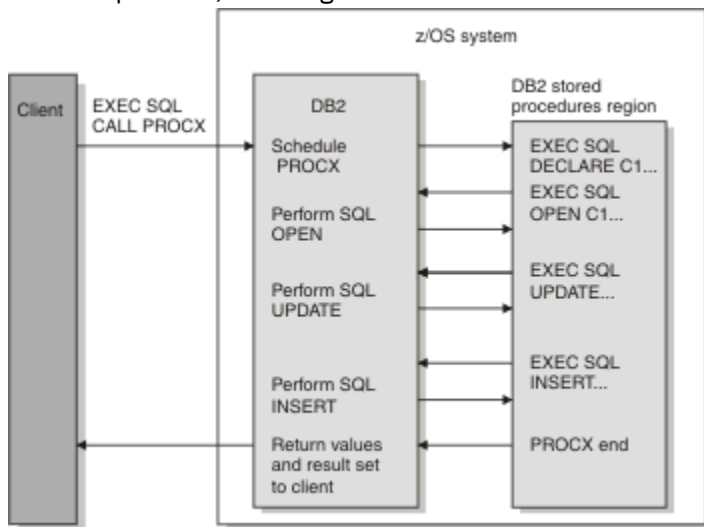 z/OS system
Client
EXEC SQL
CALL PROCX
DB2
DB2 stored
procedures region
Schedule
PROCX
EXEC SQL
DECLARE C1...
EXEC SQL
OPEN C1...
Perform SQL
OPEN
EXEC SQL
UPDATE...
Perform SQL
UPDATE
EXEC SQL
INSERT...
Perform SQL
INSERT
Return values
and result set
to client
PROCX end